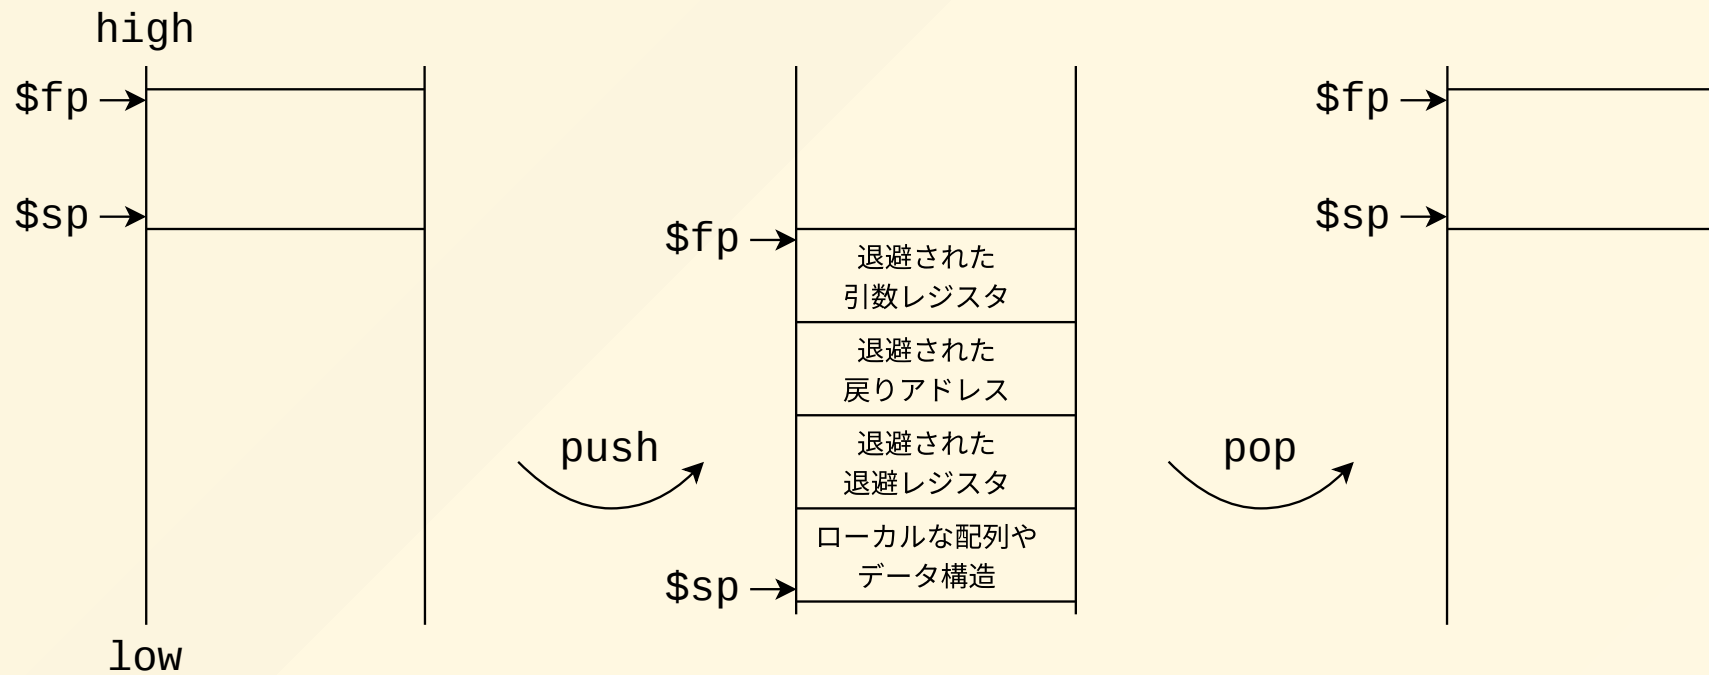 high
$fp
$sp
low
push
$fp
退避された
引数レジスタ
退避された
戻りアドレス
退避された
退避レジスタ
ローカルな配列や
データ構造
$sp
pop
$fp
$sp